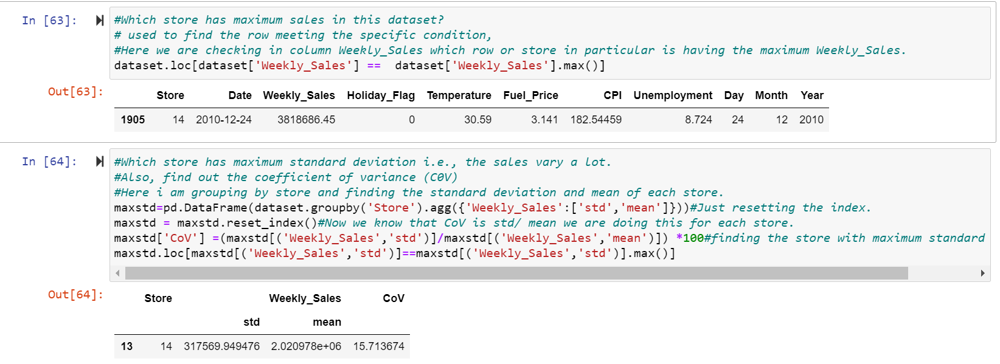 In [63]:
#Which store has maximum sales in this dataset?
# used to find the row meeting the specific condition,
#Here we are checking in column Weekly_Sales which row or store in particular is having the maximum Weekly_Sales.
dataset.loc[dataset['Weekly_Sales'] ==  dataset['Weekly_Sales'].max()]
Out[63]:
Store Date Weekly_Sales Holiday_Flag Temperature Fuel_Price CPI Unemployment Day Month Year
1905 14 2010-12-24 3818686.45 0 30.59 3.141 182.54459 8.724 24 12 2010
In [64]:
#Which store has maximum standard deviation i.e., the sales vary a lot.
#Also, find out the coefficient of variance (C0V)
#Here i am grouping by store and finding the standard deviation and mean of each store.
maxstd=pd.DataFrame(dataset.groupby('Store').agg({'Weekly_Sales':['std','mean']}))#Just resetting the index.
maxstd = maxstd.reset_index()#Now we know that CoV is std/ mean we are doing this for each store.
maxstd['CoV'] =(maxstd[('Weekly_Sales','std')]/maxstd[('Weekly_Sales','mean')]) *100#finding the store with maximum standard
maxstd.loc[maxstd[('Weekly_Sales','std')]==maxstd[('Weekly_Sales','std')].max()]
Out[64]:
Store Weekly_Sales CoV
std mean
13 14 317569.949476 2.020978e+06 15.713674